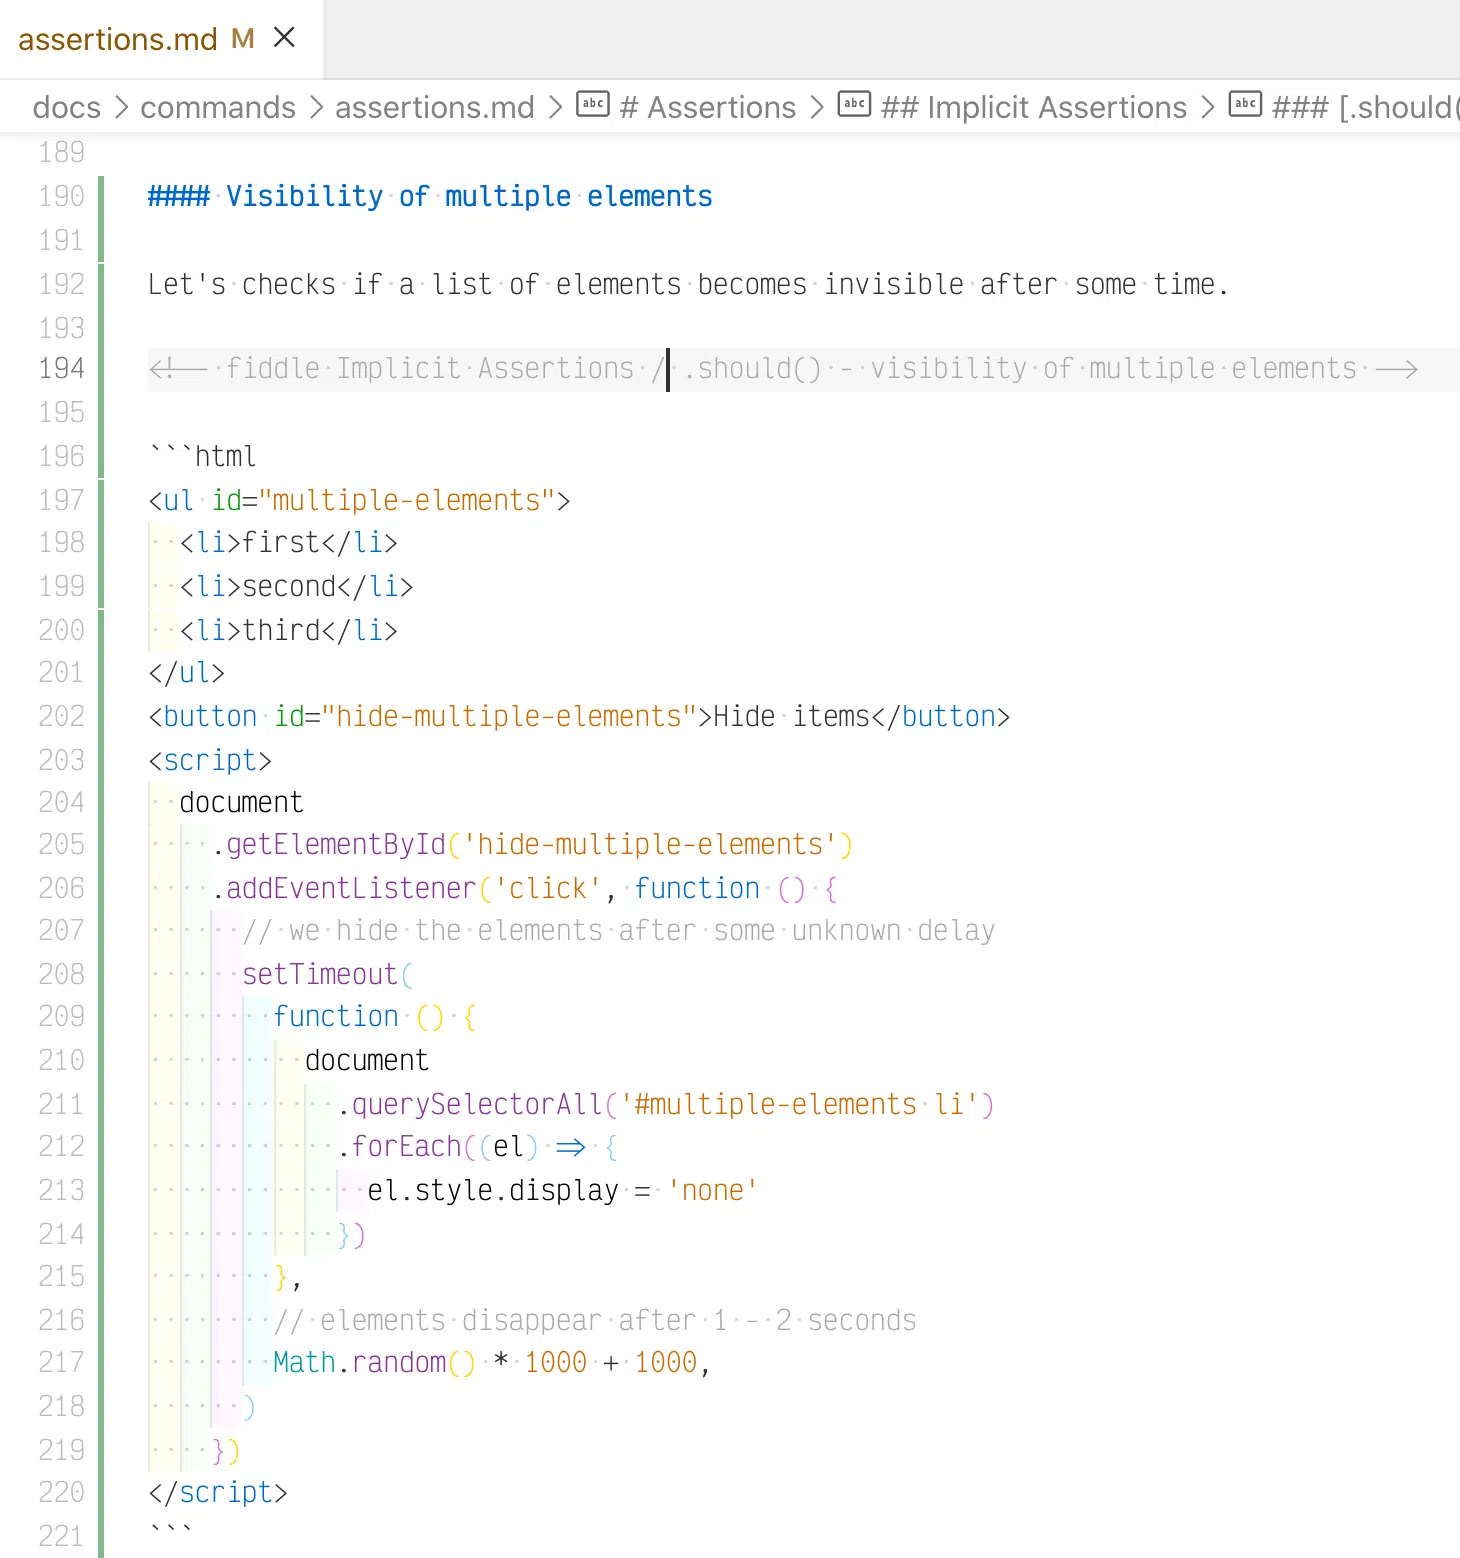 assertions.md M ×
docs > commands > assertions.md > abc # Assertions > abc ## Implicit Assertions > abc ### [.should(
189
190 #### Visibility of multiple elements
191
192 Let's checks if a list of elements becomes invisible after some time.
193
194 <!-- fiddle Implicit Assertions / .should() - visibility of multiple elements -->
195
196 ```html
197 <ul id="multiple-elements">
198   <li>first</li>
199   <li>second</li>
200   <li>third</li>
201 </ul>
202 <button id="hide-multiple-elements">Hide items</button>
203 <script>
204   document
205     .getElementById('hide-multiple-elements')
206     .addEventListener('click', function () {
207       // we hide the elements after some unknown delay
208       setTimeout(
209         function () {
210           document
211             .querySelectorAll('#multiple-elements li')
212             .forEach((el) => {
213               el.style.display = 'none'
214             })
215         },
216         // elements disappear after 1 - 2 seconds
217         Math.random() * 1000 + 1000,
218       )
219     })
220 </script>
221 ```